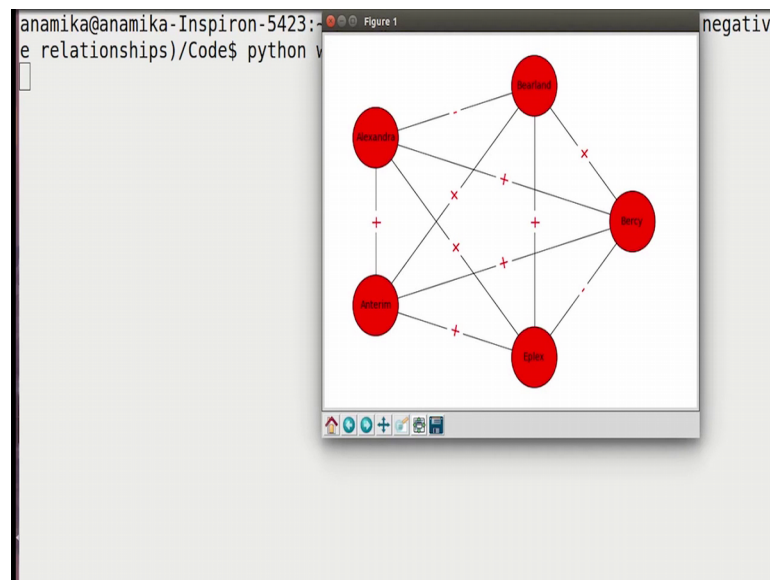 Figure 1
anamika@anamika-Inspiron-5423:~ negativ
e relationships)/Code$ python w
Bearland
Alexandra
-
x
+
x
+
+
Bercy
x
+
-
Anterim
+
Eplex